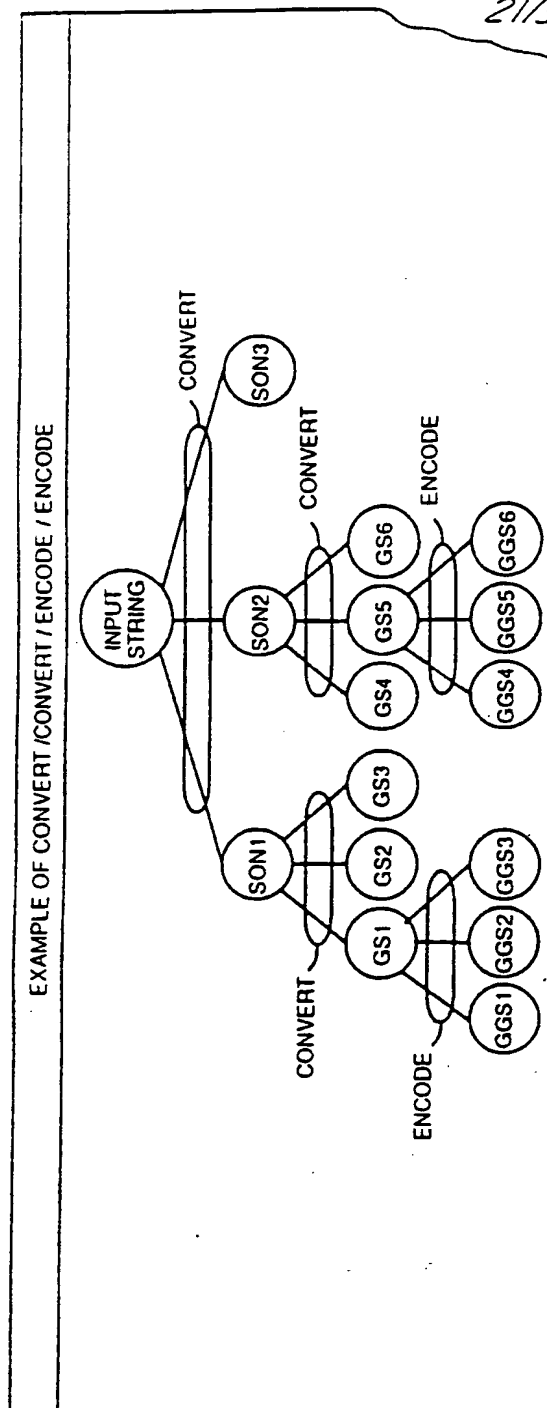 EXAMPLE OF CONVERT /CONVERT / ENCODE / ENCODE
INPUT
STRING
CONVERT
SON1
SON2
SON3
CONVERT
CONVERT
GS1
GS2
GS3
GS4
GS5
GS6
ENCODE
ENCODE
GGS1
GGS2
GGS3
GGS4
GGS5
GGS6